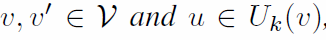 v, v′ ∈ 𝒱 and u ∈ U_k(v),